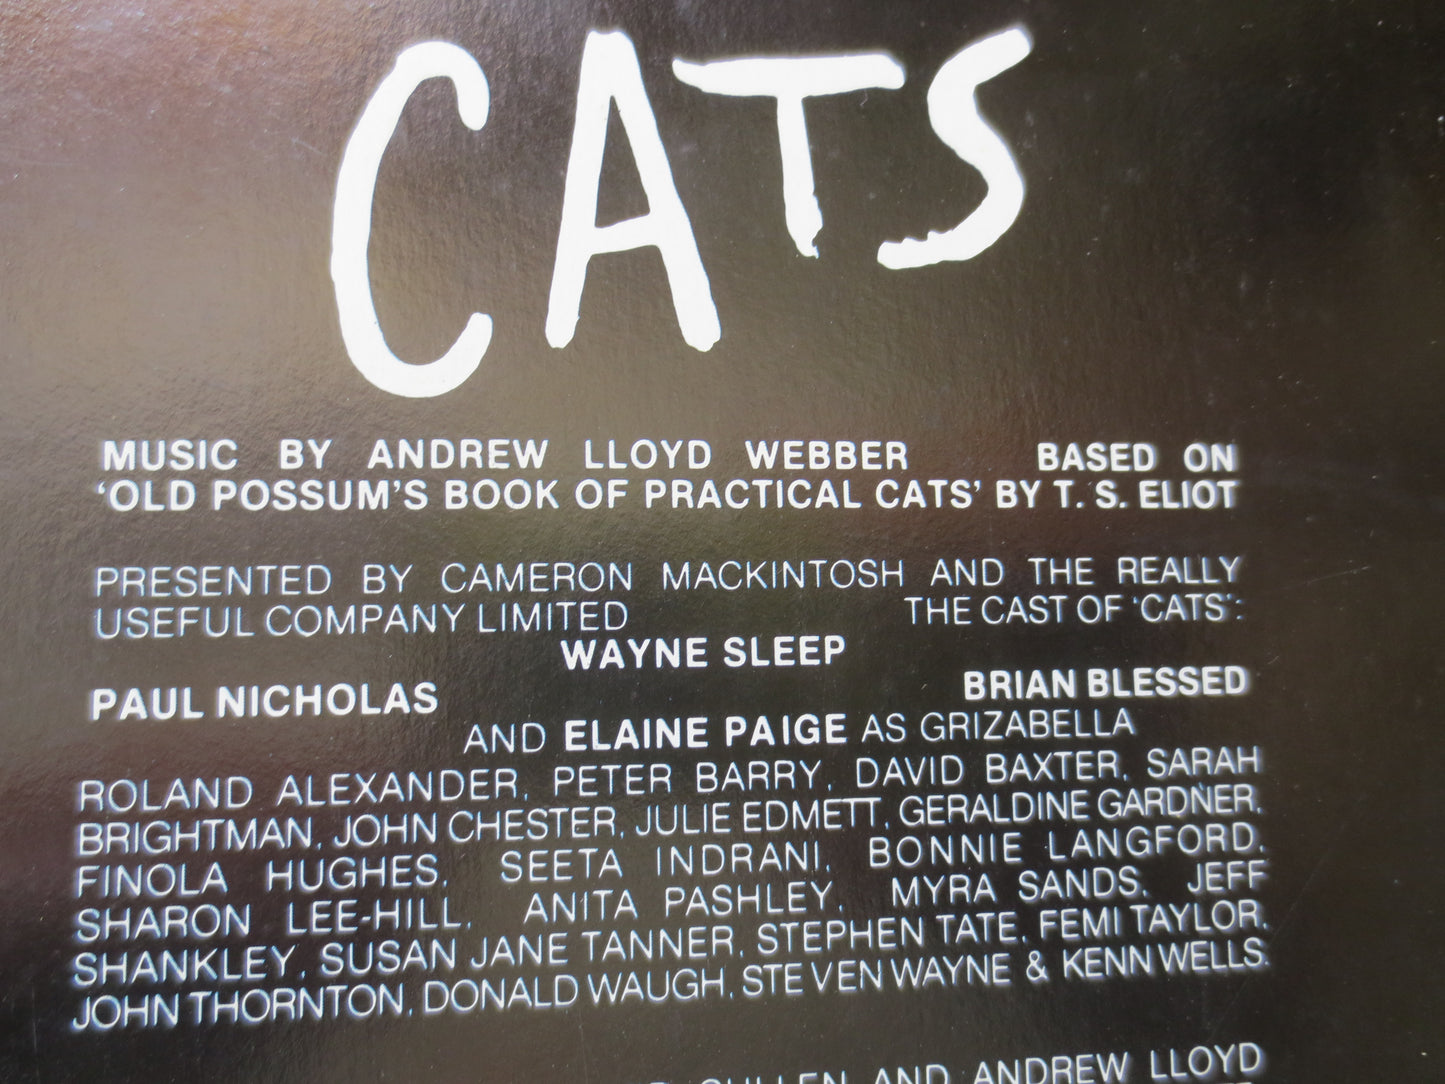 CATS
MUSIC BY ANDREW LLOYD WEBBER BASED ON
‘OLD POSSUM’S BOOK OF PRACTICAL CATS’ BY T. S. ELIOT
PRESENTED BY CAMERON MACKINTOSH AND THE REALLY
USEFUL COMPANY LIMITED THE CAST OF ‘CATS’:
WAYNE SLEEP
PAUL NICHOLAS BRIAN BLESSED
AND ELAINE PAIGE AS GRIZABELLA
ROLAND ALEXANDER, PETER BARRY, DAVID BAXTER, SARAH
BRIGHTMAN, JOHN CHESTER, JULIE EDMETT, GERALDINE GARDNER,
FINOLA HUGHES, SEETA INDRANI, BONNIE LANGFORD,
SHARON LEE-HILL, ANITA PASHLEY, MYRA SANDS, JEFF
SHANKLEY, SUSAN JANE TANNER, STEPHEN TATE, FEMI TAYLOR,
JOHN THORNTON, DONALD WAUGH, STEVEN WAYNE & KENN WELLS.
AND ANDREW LLOYD